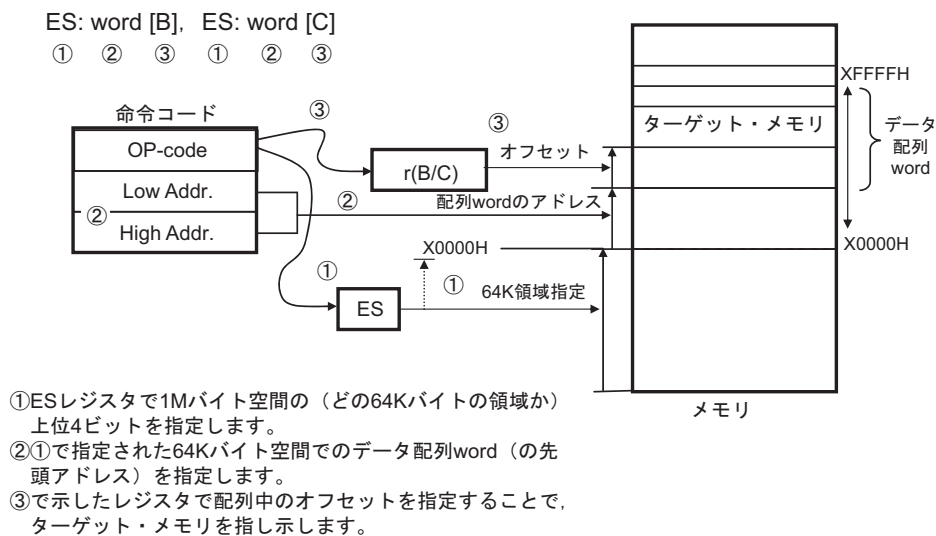 ES: word [B], ES: word [C]
① ② ③ ① ② ③
命令コード
OP-code
Low Addr.
②
High Addr.
③
r(B/C)
③
オフセット
②
配列wordのアドレス
X0000H
①
ES
①
64K領域指定
XFFFFH
ターゲット・メモリ
データ
配列
word
X0000H
メモリ
①ESレジスタで1Mバイト空間の（どの64Kバイトの領域か）
上位4ビットを指定します。
②①で指定された64Kバイト空間でのデータ配列word（の先
頭アドレス）を指定します。
③で示したレジスタで配列中のオフセットを指定することで,
ターゲット・メモリを指し示します。